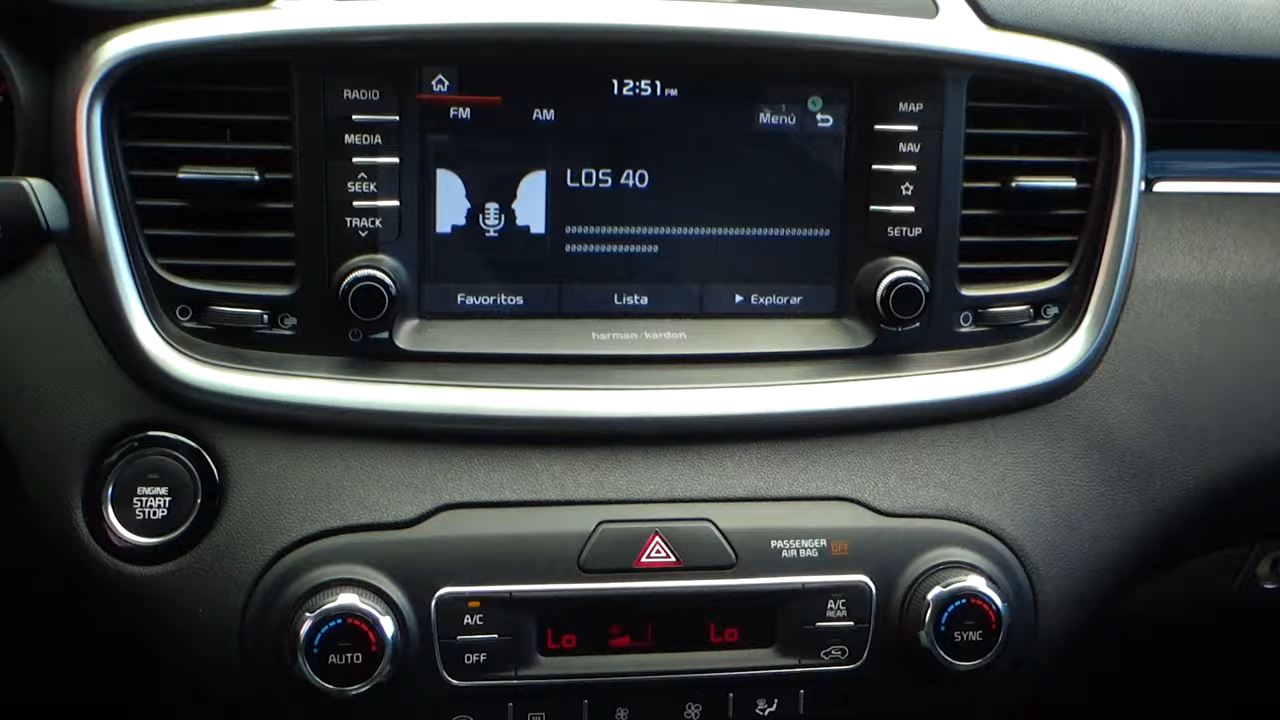 12:51 PM
RADIO
FM
AM
1
Menú
MAP
MEDIA
NAV
SEEK
LOS 40
TRACK
SETUP
Favoritos
Lista
Explorar
harman/kardon
ENGINE
START
STOP
PASSENGER
AIR BAG OFF
A/C
A/C
REAR
Lo
Lo
AUTO
OFF
SYNC